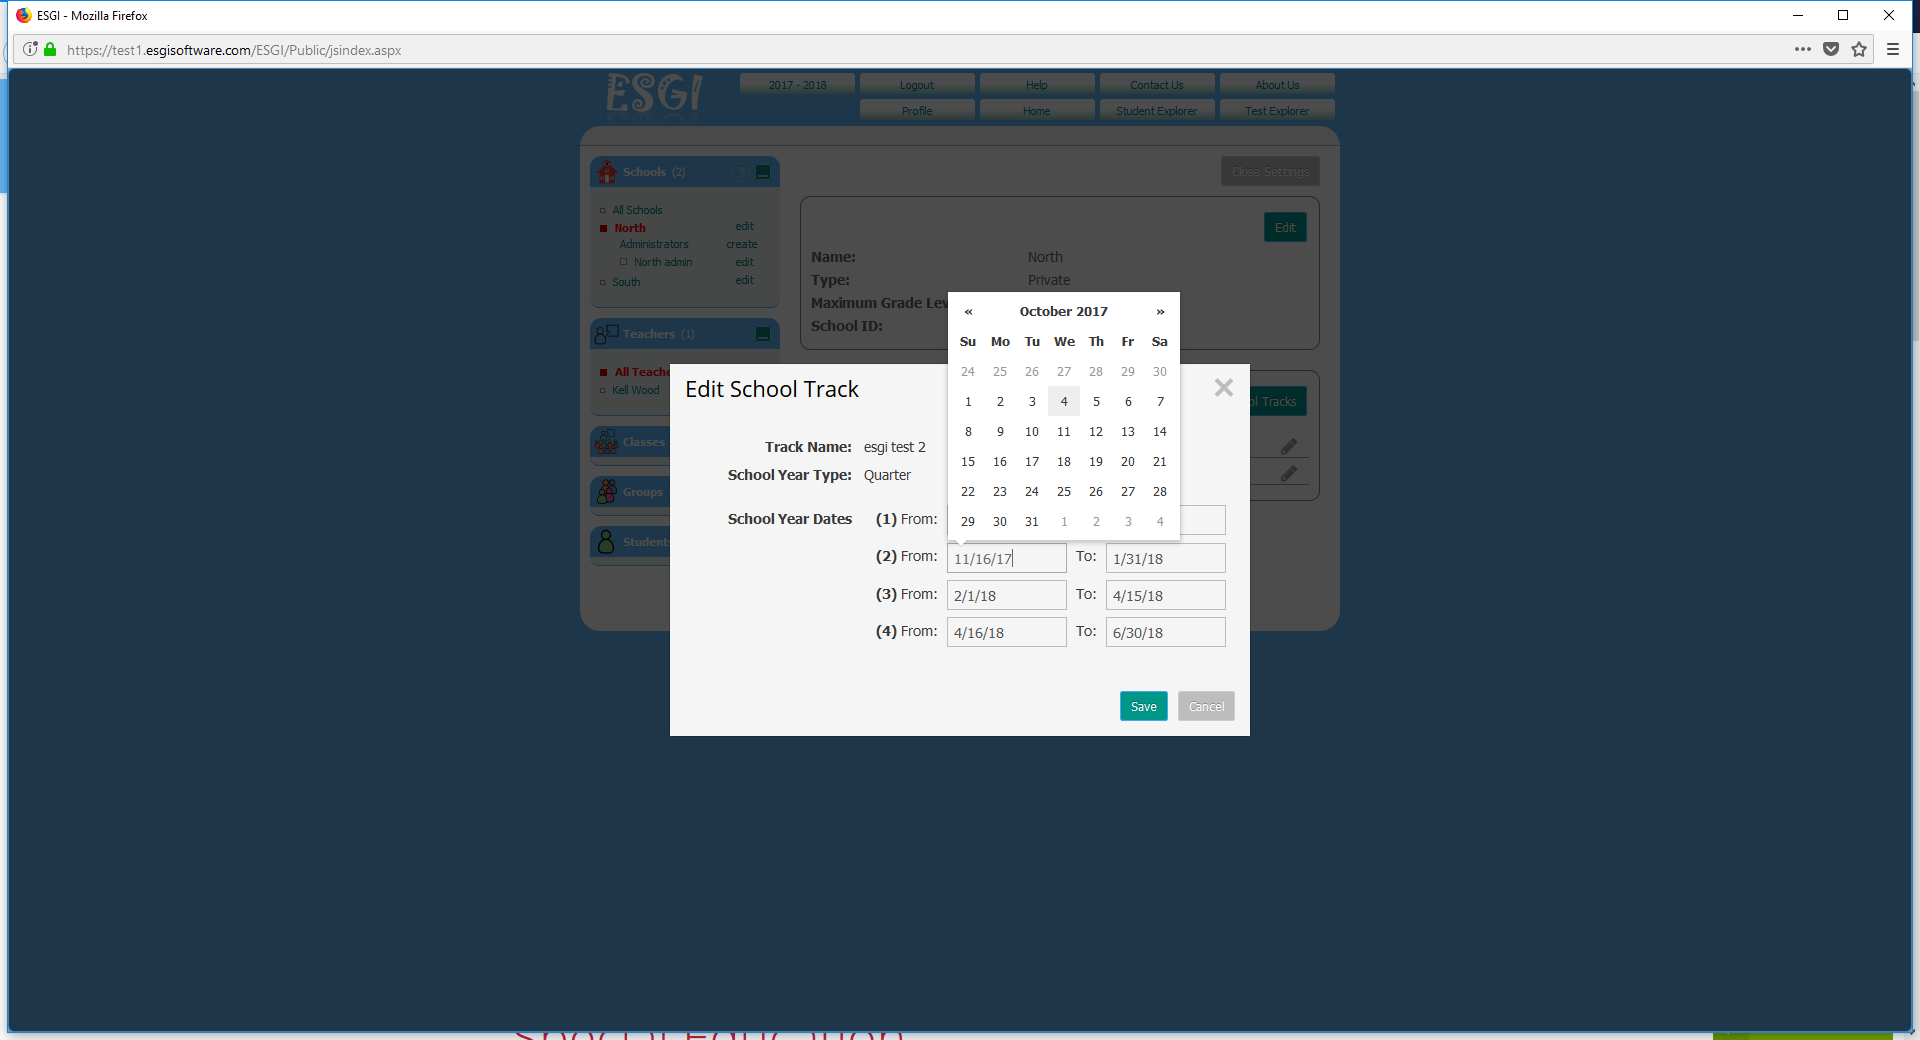 ESGI - Mozilla Firefox
https://test1.esgisoftware.com/ESGI/Public/jsindex.aspx
ESGI
2017 - 2018 Logout Help Contact Us About Us
Profile Home Student Explorer Test Explorer
Schools (2) ?
Close Settings
All Schools
North edit
Administrators create
North admin edit
South edit
Teachers (1)
All Teache
Kell Wood
Classes
Groups
Student
Edit
Name: North
Type: Private
Maximum Grade Lev
School ID:
ol Tracks
« October 2017 »
Su Mo Tu We Th Fr Sa
24 25 26 27 28 29 30
1 2 3 4 5 6 7
8 9 10 11 12 13 14
15 16 17 18 19 20 21
22 23 24 25 26 27 28
29 30 31 1 2 3 4
Edit School Track
Track Name: esgi test 2
School Year Type: Quarter
School Year Dates (1) From:
(2) From: 11/16/17 To: 1/31/18
(3) From: 2/1/18 To: 4/15/18
(4) From: 4/16/18 To: 6/30/18
Save Cancel
Special Education